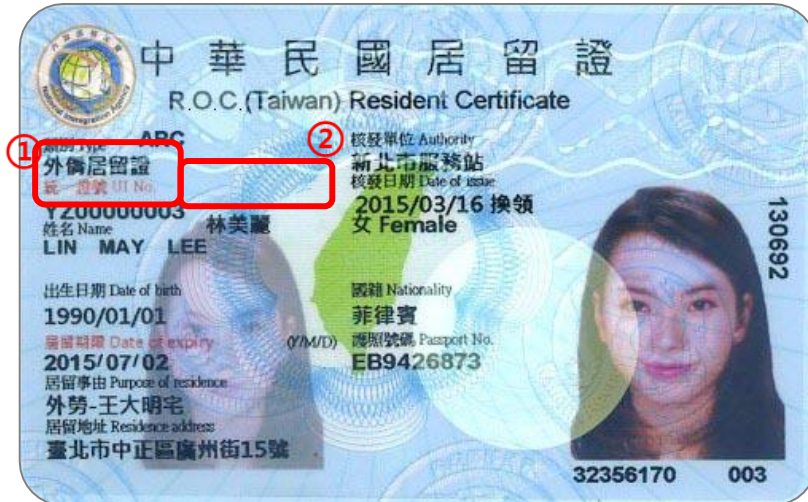 中華民國居留證
R.O.C.(Taiwan) Resident Certificate
① ②
類別 Type ARC
外僑居留證
統一證號 UI No.
YZ00000003
姓名 Name
林美麗
LIN MAY LEE
核發單位 Authority
新北市服務站
核發日期 Date of issue
2015/03/16 換領
女 Female
130692
出生日期 Date of birth
1990/01/01
國籍 Nationality
菲律賓
居留期限 Date of expiry (Y/M/D)
2015/07/02
護照號碼 Passport No.
EB9426873
居留事由 Purpose of residence
外勞-王大明宅
居留地址 Residence address
臺北市中正區廣州街15號
32356170 003